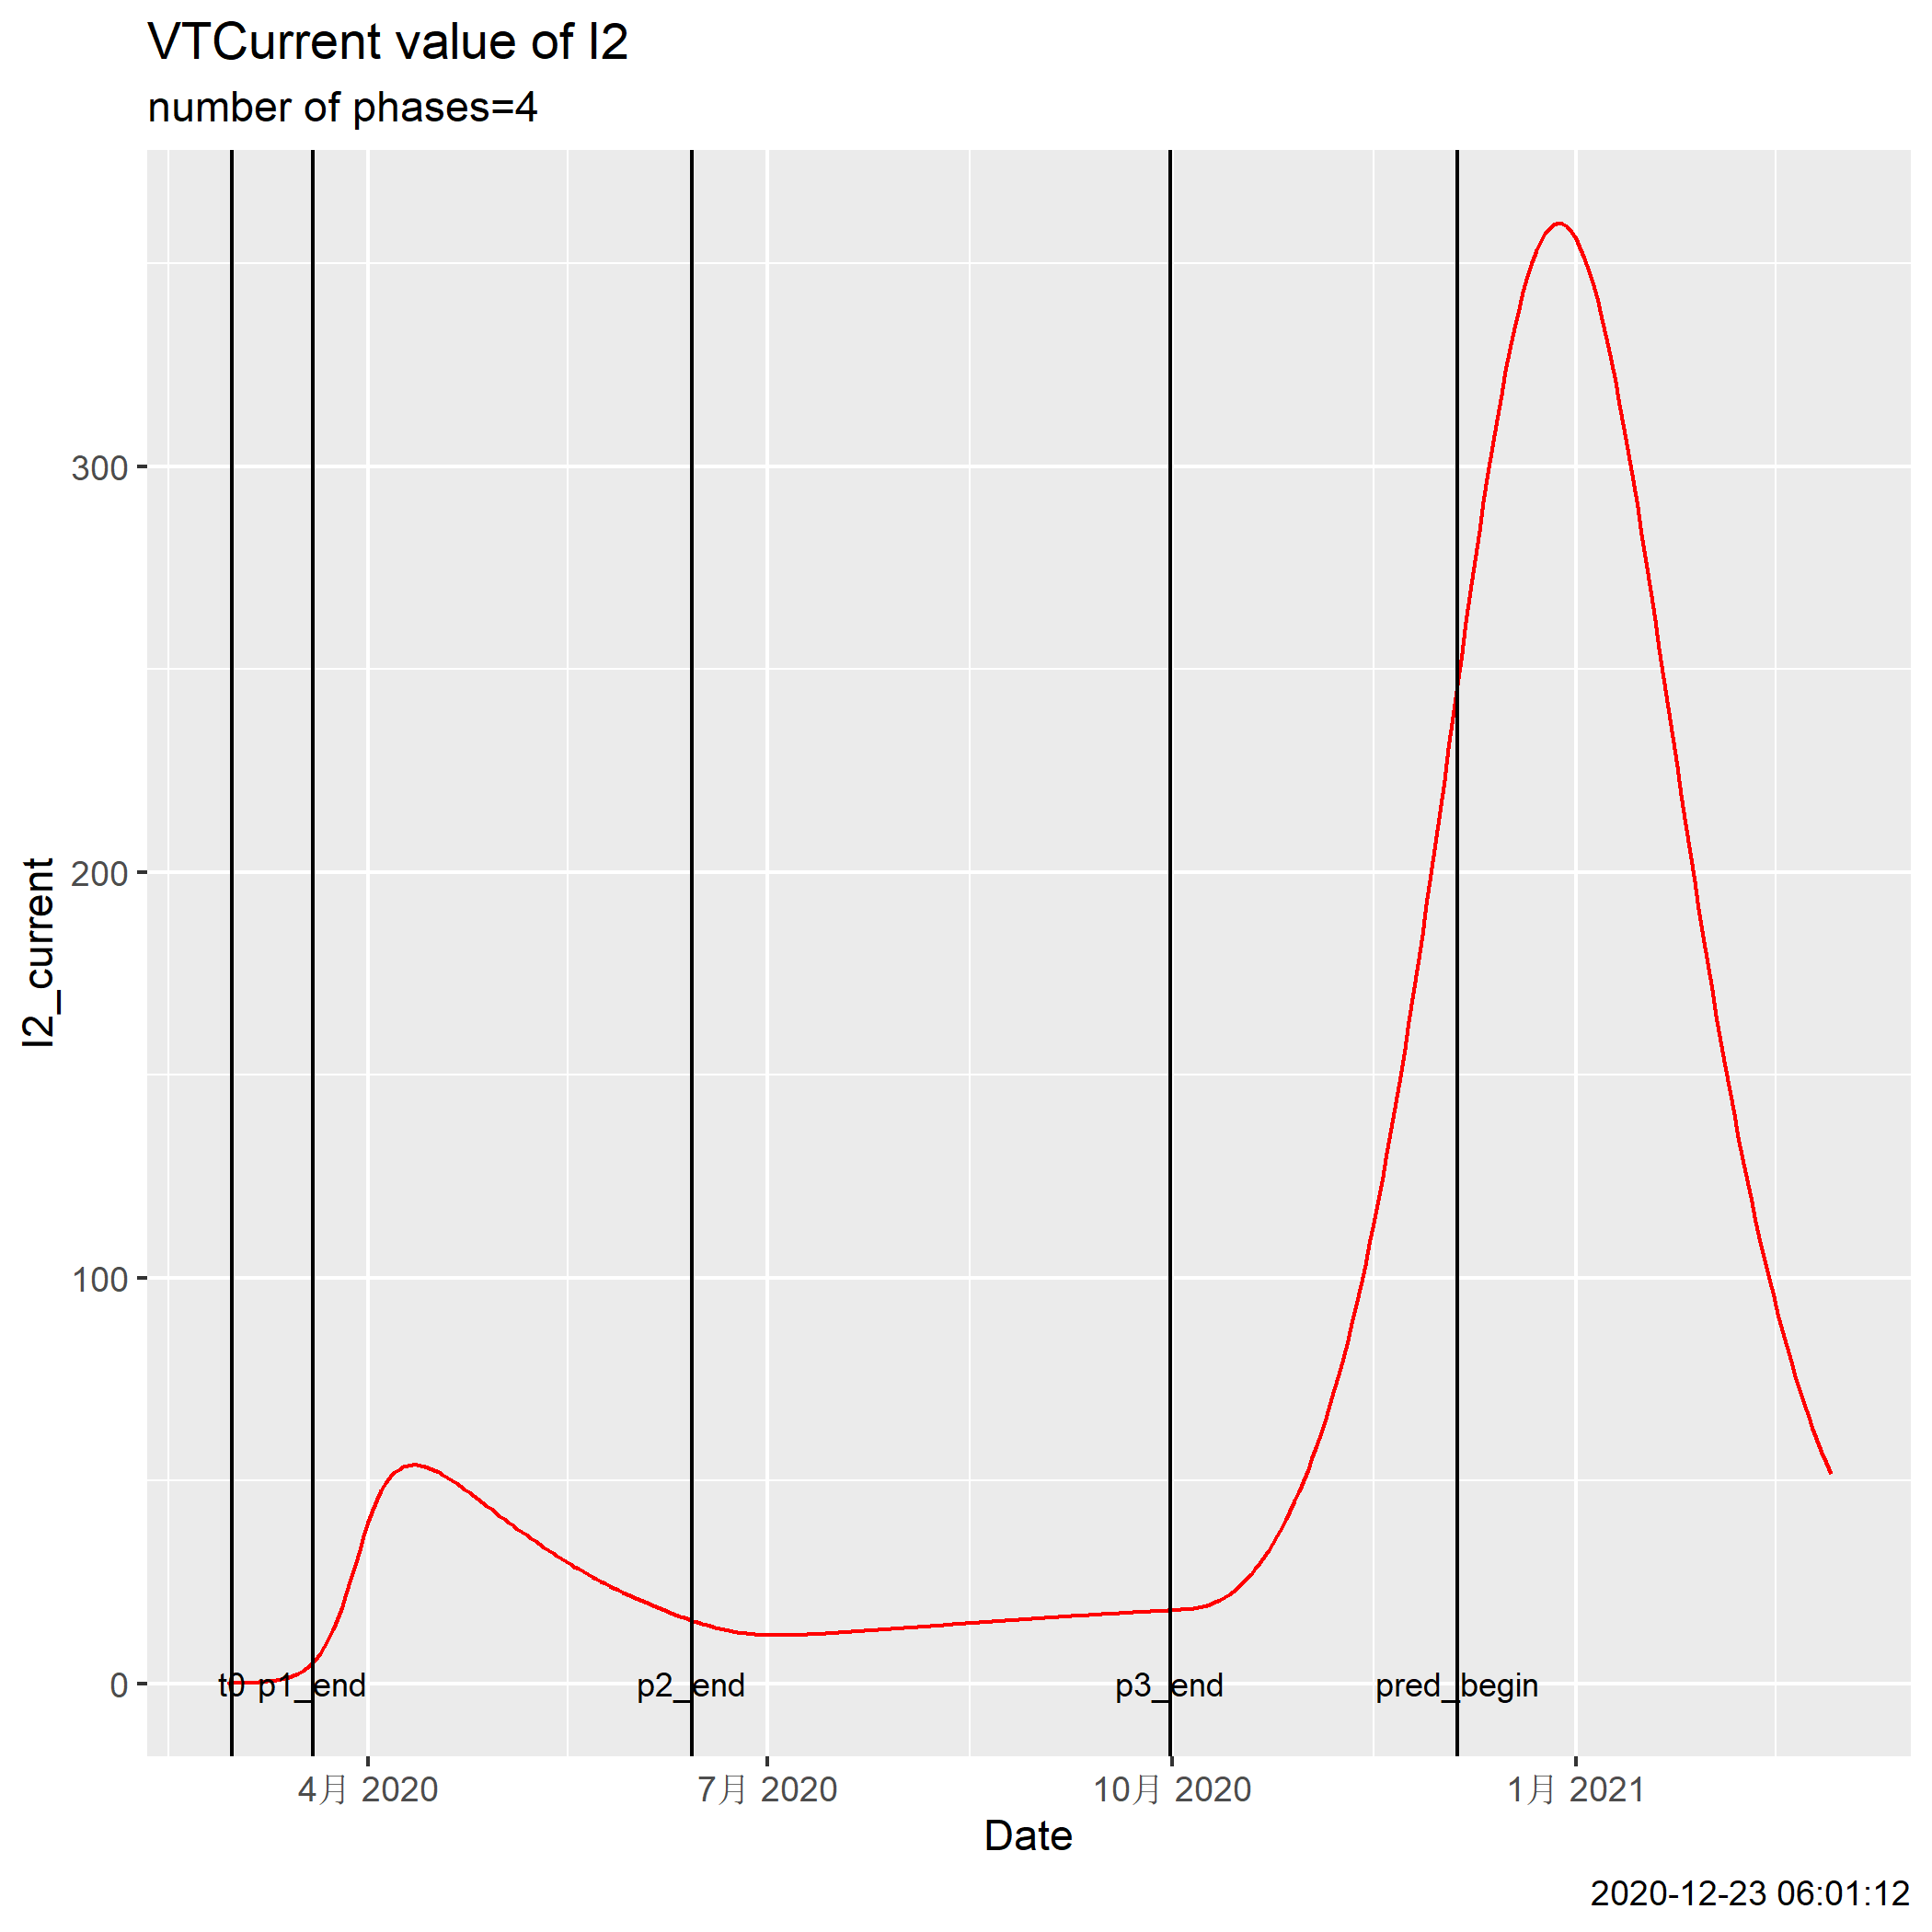 VTCurrent value of I2
number of phases=4
I2_current
300
200
100
0
t0 p1_end p2_end p3_end pred_begin
4月 2020 7月 2020 10月 2020 1月 2021
Date
2020-12-23 06:01:12